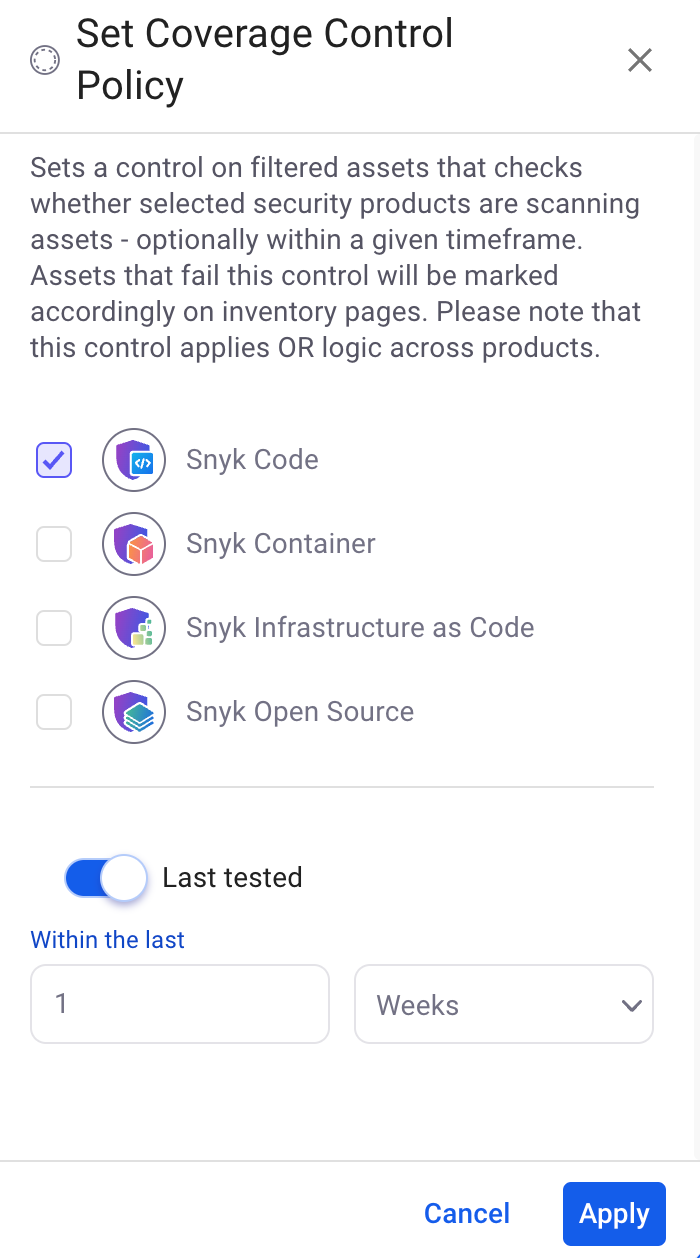 Set Coverage Control
Policy
Sets a control on filtered assets that checks
whether selected security products are scanning
assets - optionally within a given timeframe.
Assets that fail this control will be marked
accordingly on inventory pages. Please note that
this control applies OR logic across products.
Snyk Code
Snyk Container
Snyk Infrastructure as Code
Snyk Open Source
Last tested
Within the last
1 Weeks
Cancel Apply